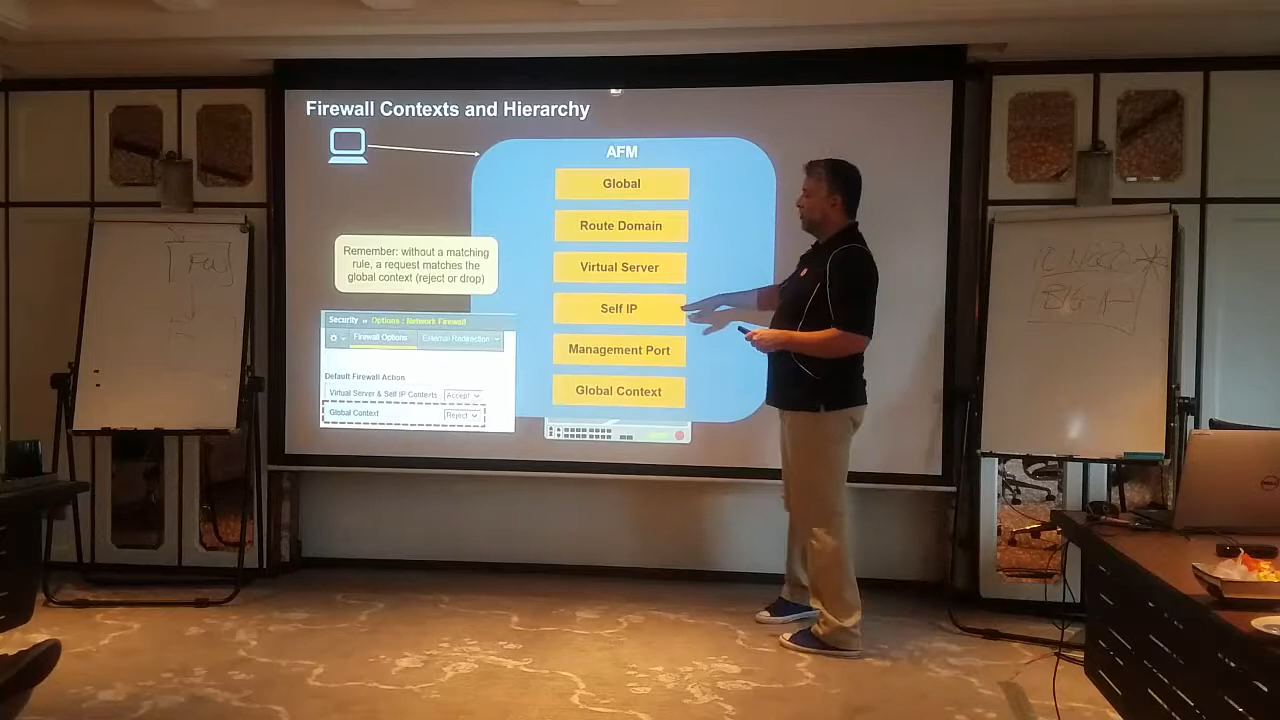 Firewall Contexts and Hierarchy
AFM
Global
Route Domain
Virtual Server
Self IP
Management Port
Global Context
Remember: without a matching
rule, a request matches the
global context (reject or drop)
Security ›› Options : Network Firewall
Firewall Options
External Redirection
Default Firewall Action
Virtual Server & Self IP Contexts Accept
Global Context Reject
FW
DELL